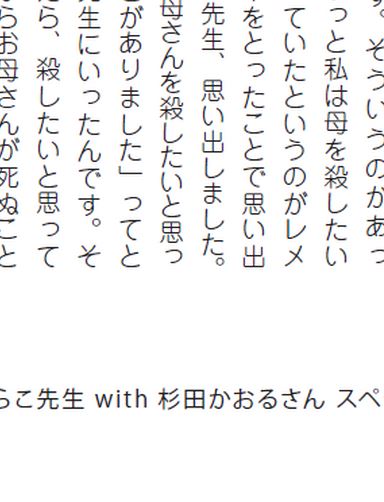 、そういうのがあっ
っと私は母を殺したい
ていたというのがレメ
をとったことで思い出
先生、思い出しました。
母さんを殺したいと思っ
がありました」ってと
先生にいったんです。そ
ら、殺したいと思って
らお母さんが死ぬこと
らこ先生 with 杉田かおるさん スペ